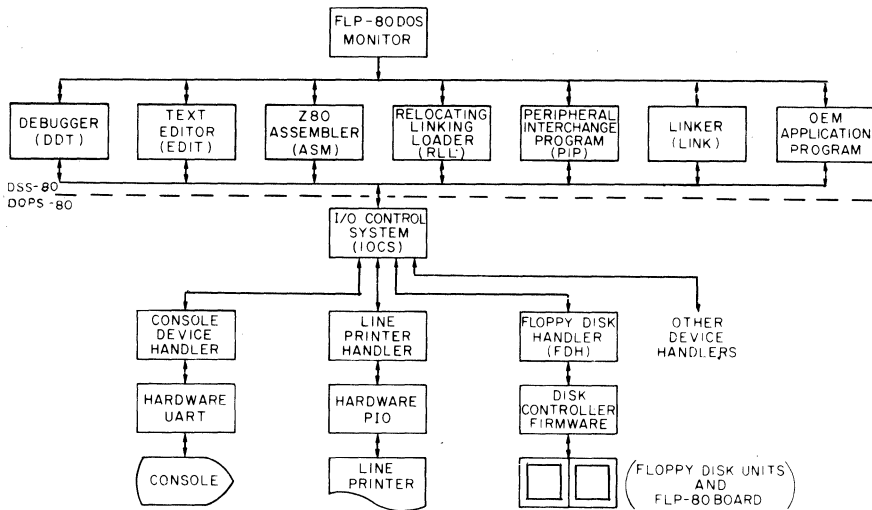 FLP-80DOS
MONITOR
DEBUGGER
(DDT)
TEXT
EDITOR
(EDIT)
Z80
ASSEMBLER
(ASM)
RELOCATING
LINKING
LOADER
(RLL)
PERIPHERAL
INTERCHANGE
PROGRAM
(PIP)
LINKER
(LINK)
OEM
APPLICATION
PROGRAM
DSS-80
DOPS-80
I/O CONTROL
SYSTEM
(IOCS)
CONSOLE
DEVICE
HANDLER
LINE
PRINTER
HANDLER
FLOPPY DISK
HANDLER
(FDH)
OTHER
DEVICE
HANDLERS
HARDWARE
UART
HARDWARE
PIO
DISK
CONTROLLER
FIRMWARE
CONSOLE
LINE
PRINTER
(FLOPPY DISK UNITS
AND
FLP-80 BOARD)